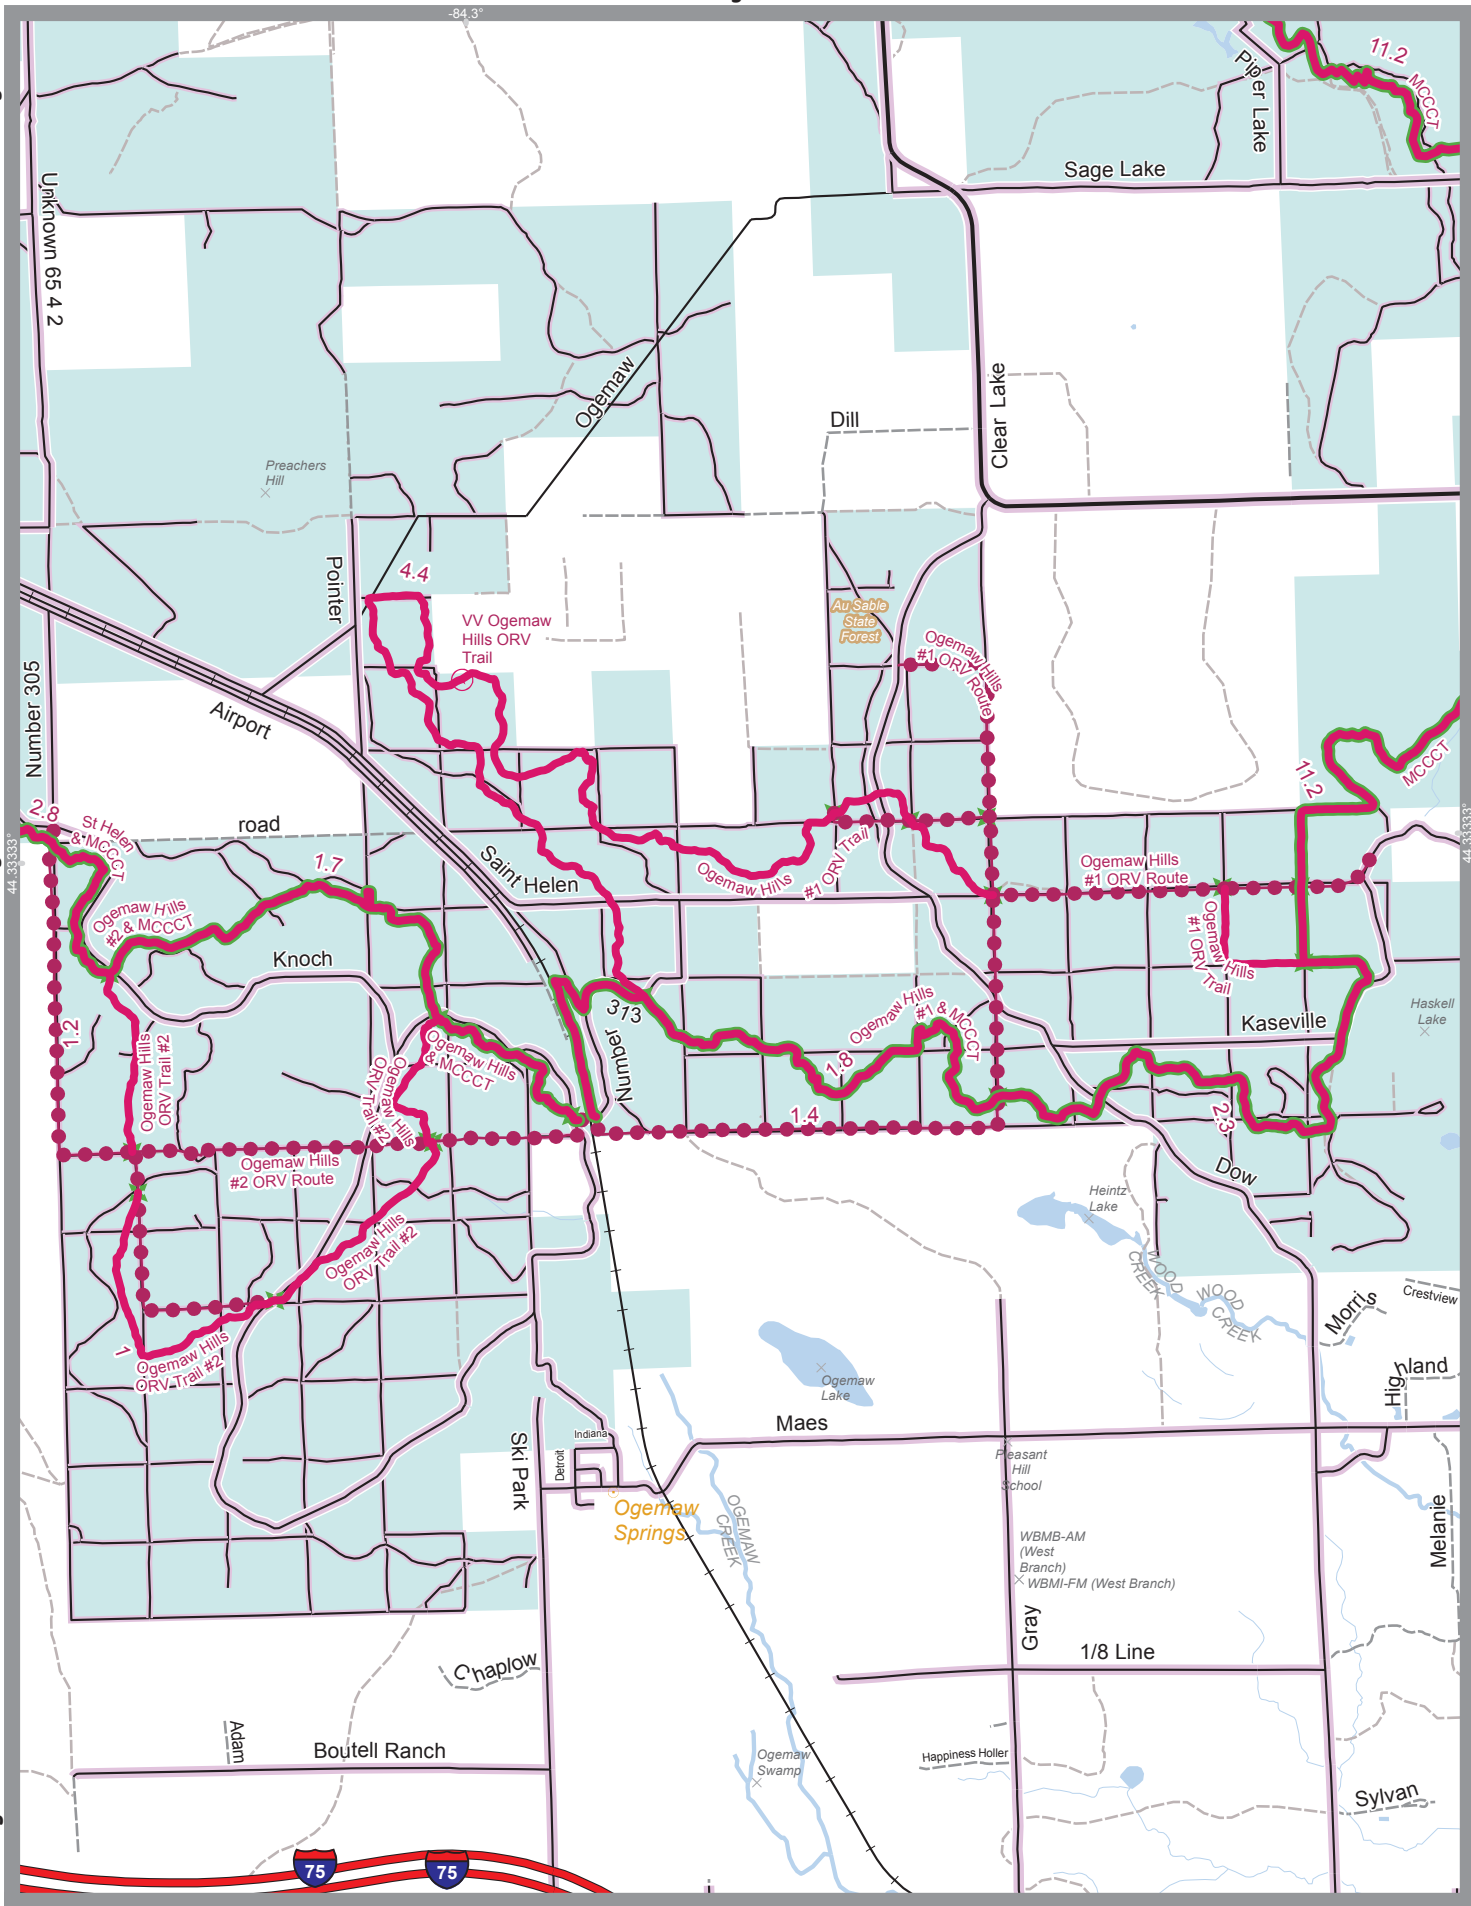 -84.3°
11.2
MCCCT
Piper Lake
Sage Lake
Unknown 65 4 2
Ogemaw
Dill
Clear Lake
Preachers
Hill
Pointer
4.4
VV Ogemaw
Hills ORV
Trail
Au Sable
State
Forest
Ogemaw Hills
#1 ORV Route
Number 305
Airport
11.2
MCCCT
2.8
St Helen
& MCCCT
road
1.7
Saint Helen
Ogemaw Hills
#1 ORV Trail
Ogemaw Hills
#1 ORV Route
44.33333°
44.33333°
Ogemaw Hills
#2 & MCCCT
Knoch
Ogemaw Hills
#1 ORV Trail
313
Number
Ogemaw Hills
#1 & MCCCT
Haskell
Lake
Kaseville
1.2
Ogemaw Hills
ORV Trail #2
Ogemaw Hills
ORV Trail #2
Ogemaw Hills
& MCCCT
1.8
1.4
2.3
Ogemaw Hills
#2 ORV Route
Dow
Heintz
Lake
Ogemaw Hills
ORV Trail #2
WOOD
CREEK
WOOD
CREEK
Morris
Crestview
1
Ogemaw Hills
ORV Trail #2
Ogemaw
Lake
Highland
Maes
Indiana
Detroit
Ski Park
Pleasant
Hill
School
Ogemaw
Springs
OGEMAW
CREEK
WBMB-AM
(West
Branch)
WBMI-FM (West Branch)
Melanie
Gray
1/8 Line
Chaplow
Adam
Boutell Ranch
Ogemaw
Swamp
Happiness Holler
Sylvan
75
75